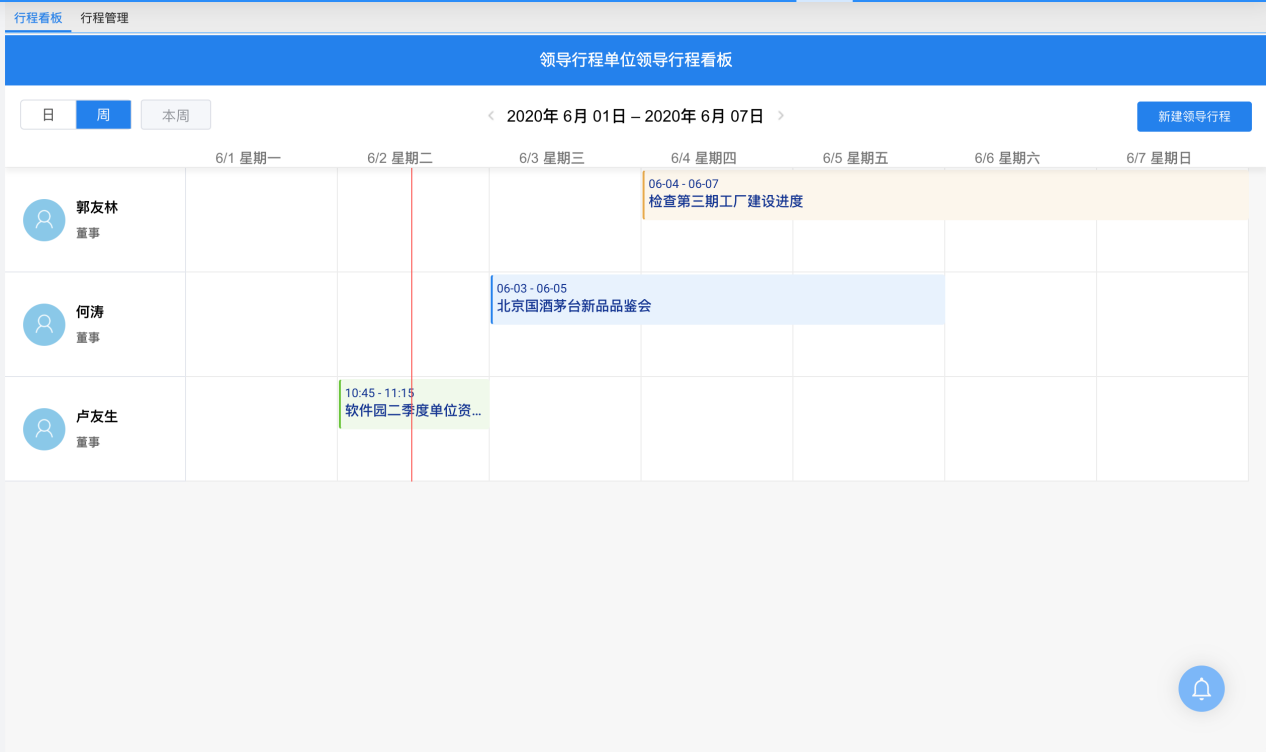 行程看板 行程管理
领导行程单位领导行程看板
日 周 本周 2020年 6月 01日 – 2020年 6月 07日 新建领导行程
6/1 星期一 6/2 星期二 6/3 星期三 6/4 星期四 6/5 星期五 6/6 星期六 6/7 星期日
郭友林
董事
06-04 - 06-07
检查第三期工厂建设进度
何涛
董事
06-03 - 06-05
北京国酒茅台新品品鉴会
卢友生
董事
10:45 - 11:15
软件园二季度单位资...